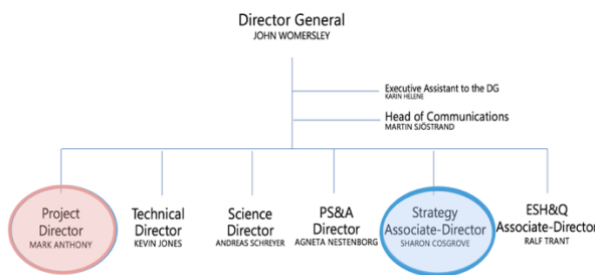 Director General
JOHN WOMERSLEY
Executive Assistant to the DG
KARIN HELENE
Head of Communications
MARTIN SJÖSTRAND
Project
Director
MARK ANTHONY
Technical
Director
KEVIN JONES
Science
Director
ANDREAS SCHREYER
PS&A
Director
AGNETA NESTENBORG
Strategy
Associate-Director
SHARON COSGROVE
ESH&Q
Associate-Director
RALF TRANT